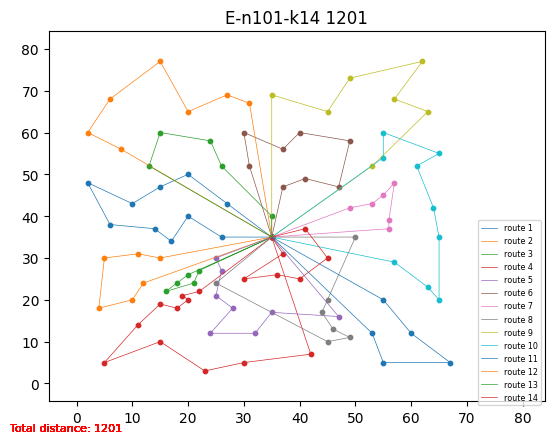 E-n101-k14 1201
80
70
60
50
40
30
20
10
0
0 10 20 30 40 50 60 70 80
route 1
route 2
route 3
route 4
route 5
route 6
route 7
route 8
route 9
route 10
route 11
route 12
route 13
route 14
Total distance: 1201